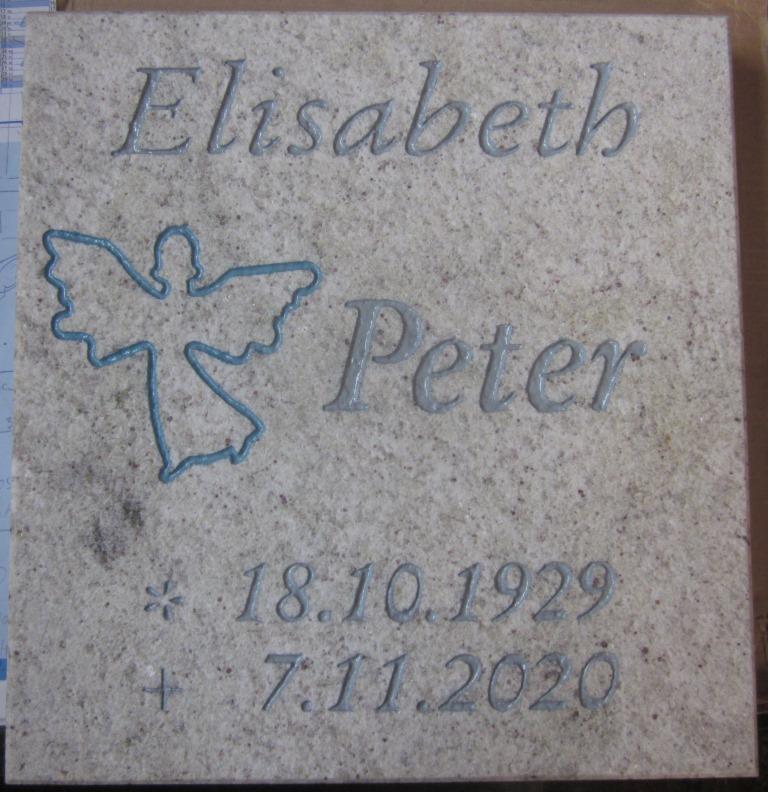 Elisabeth
Peter
* 18.10.1929
+ 7.11.2020